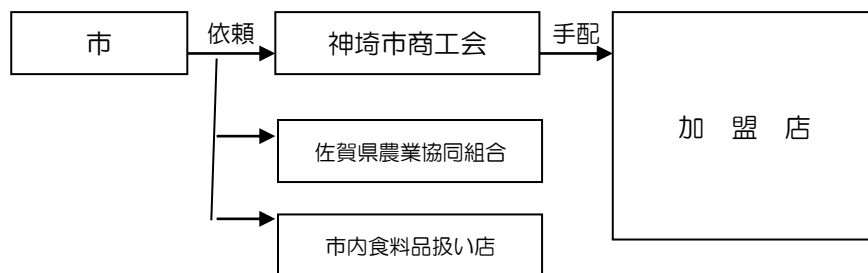 市
依頼
神埼市商工会
手配
加　盟　店
佐賀県農業協同組合
市内食料品扱い店